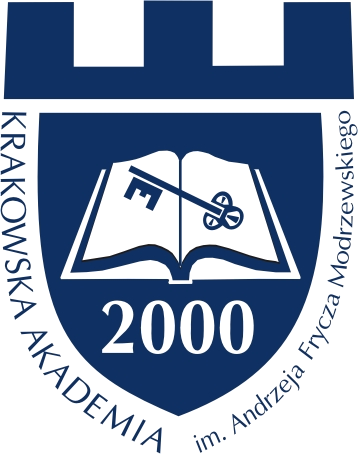 KRAKOWSKA AKADEMIA
im. Andrzeja Frycza Modrzewskiego
2000